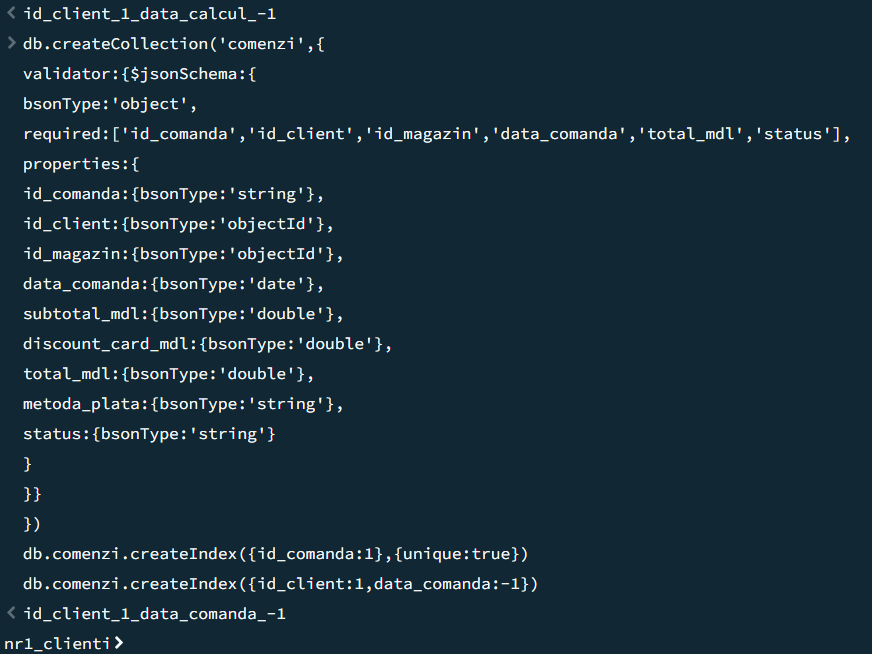 id_client_1_data_calcul_-1
db.createCollection('comenzi',{
validator:{$jsonSchema:{
bsonType:'object',
required:['id_comanda','id_client','id_magazin','data_comanda','total_mdl','status'],
properties:{
id_comanda:{bsonType:'string'},
id_client:{bsonType:'objectId'},
id_magazin:{bsonType:'objectId'},
data_comanda:{bsonType:'date'},
subtotal_mdl:{bsonType:'double'},
discount_card_mdl:{bsonType:'double'},
total_mdl:{bsonType:'double'},
metoda_plata:{bsonType:'string'},
status:{bsonType:'string'}
}
}}
})
db.comenzi.createIndex({id_comanda:1},{unique:true})
db.comenzi.createIndex({id_client:1,data_comanda:-1})
id_client_1_data_comanda_-1
nr1_clienti>